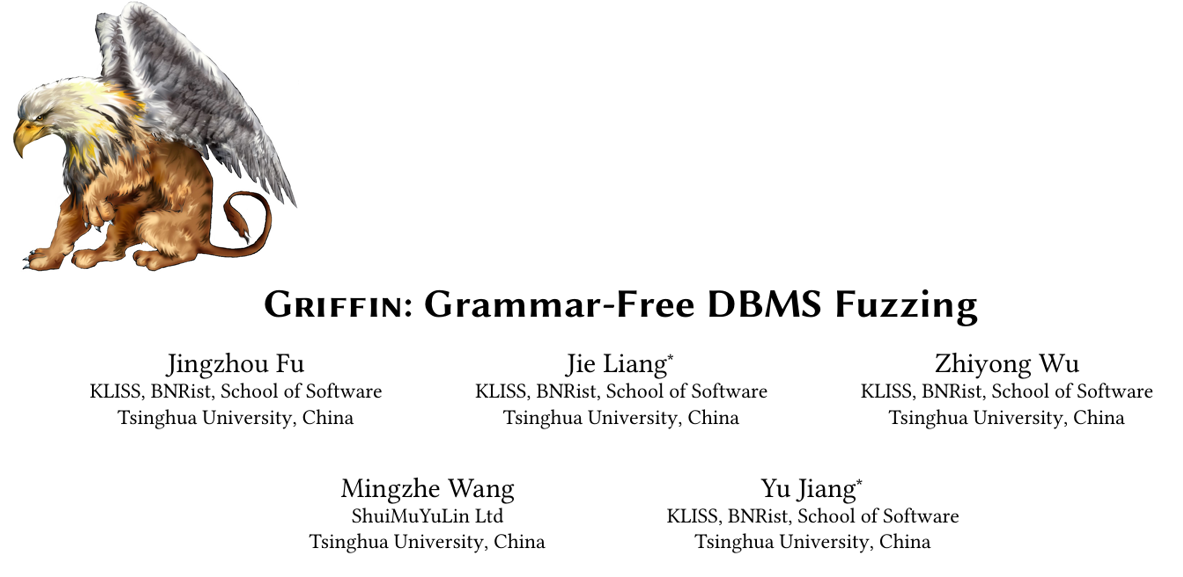 GRIFFIN: Grammar-Free DBMS Fuzzing
Jingzhou Fu
KLISS, BNRist, School of Software
Tsinghua University, China
Jie Liang*
KLISS, BNRist, School of Software
Tsinghua University, China
Zhiyong Wu
KLISS, BNRist, School of Software
Tsinghua University, China
Mingzhe Wang
ShuiMuYuLin Ltd
Tsinghua University, China
Yu Jiang*
KLISS, BNRist, School of Software
Tsinghua University, China